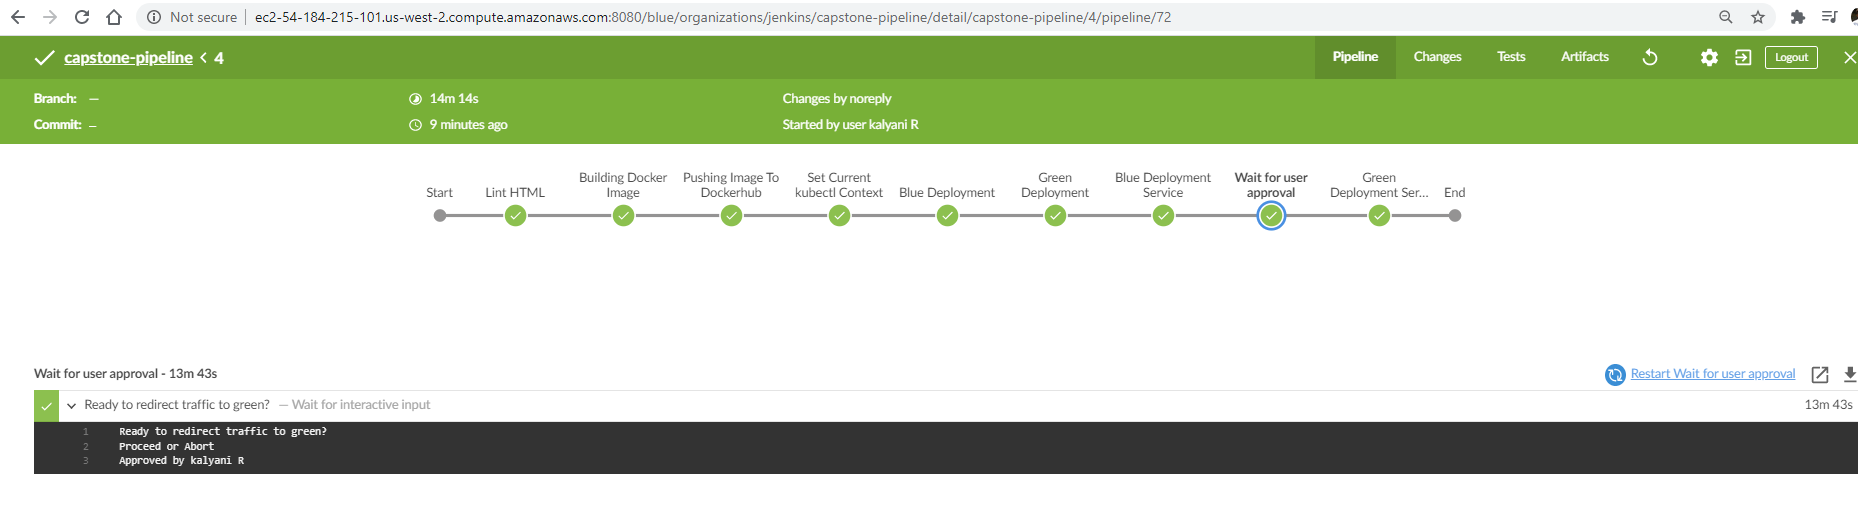 Not secure | ec2-54-184-215-101.us-west-2.compute.amazonaws.com:8080/blue/organizations/jenkins/capstone-pipeline/detail/capstone-pipeline/4/pipeline/72
capstone-pipeline < 4
Pipeline Changes Tests Artifacts Logout
Branch: —
14m 14s
Changes by noreply
Commit: —
9 minutes ago
Started by user kalyani R
Start
Lint HTML
Building Docker
Image
Pushing Image To
Dockerhub
Set Current
kubectl Context
Blue Deployment
Green
Deployment
Blue Deployment
Service
Wait for user
approval
Green
Deployment Ser...
End
Wait for user approval - 13m 43s
Restart Wait for user approval
Ready to redirect traffic to green? — Wait for interactive input
13m 43s
1 Ready to redirect traffic to green?
2 Proceed or Abort
3 Approved by kalyani R